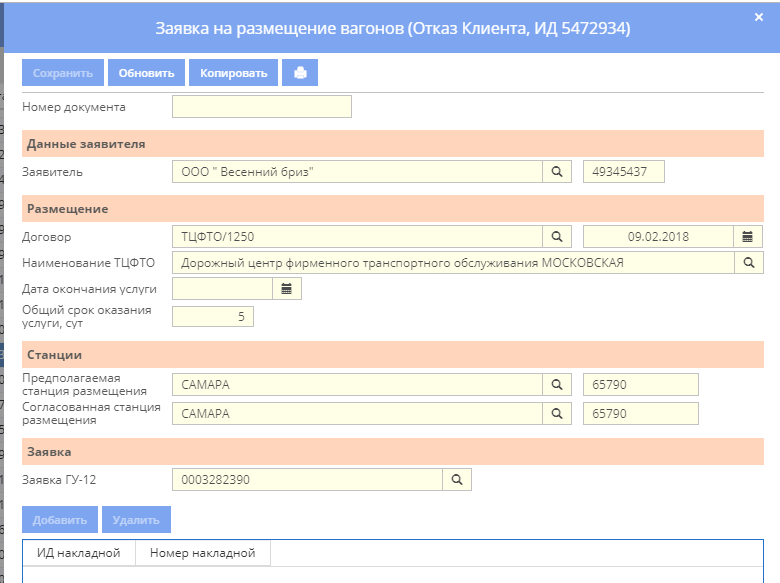 Заявка на размещение вагонов (Отказ Клиента, ИД 5472934)
Сохранить Обновить Копировать
Номер документа
Данные заявителя
Заявитель ООО " Весенний бриз" 49345437
Размещение
Договор ТЦФТО/1250 09.02.2018
Наименование ТЦФТО Дорожный центр фирменного транспортного обслуживания МОСКОВСКАЯ
Дата окончания услуги
Общий срок оказания
услуги, сут 5
Станции
Предполагаемая
станция размещения САМАРА 65790
Согласованная станция
размещения САМАРА 65790
Заявка
Заявка ГУ-12 0003282390
Добавить Удалить
ИД накладной Номер накладной